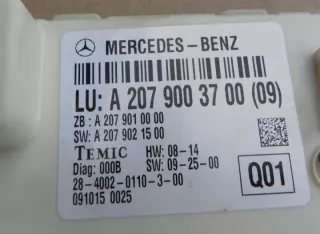 MERCEDES-BENZ
LU: A 207 900 37 00 (09)
ZB : A 207 901 00 00
SW: A 207 902 15 00
TEMIC HW: 08-14
Diag: 000B SW: 09-25-00
28-4002-0110-3-00
091015 0025
Q01